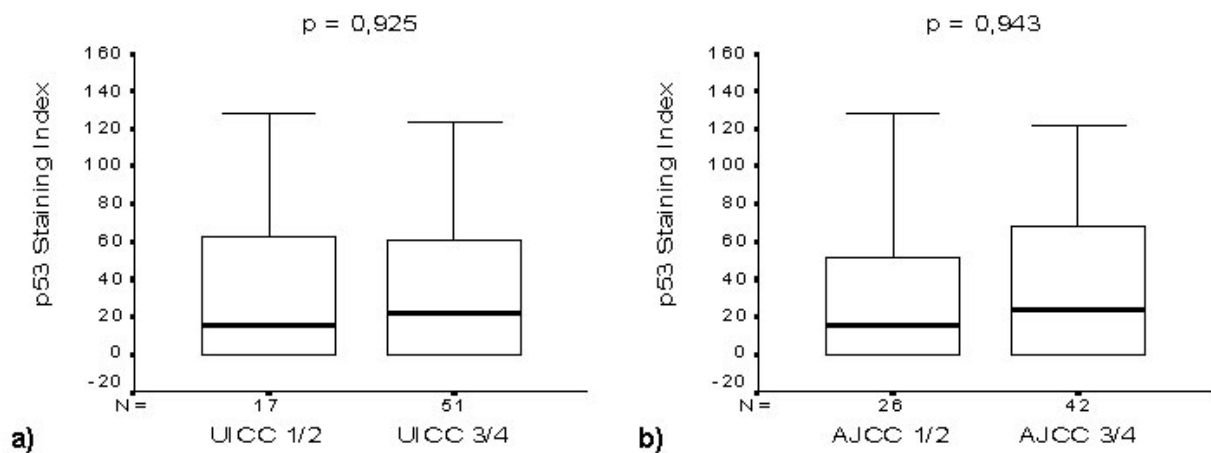 p = 0,925
p53 Staining Index
160
140
120
100
80
60
40
20
0
-20
N = 17 51
UICC 1/2 UICC 3/4
a)
p = 0,943
p53 Staining Index
160
140
120
100
80
60
40
20
0
-20
N = 26 42
AJCC 1/2 AJCC 3/4
b)